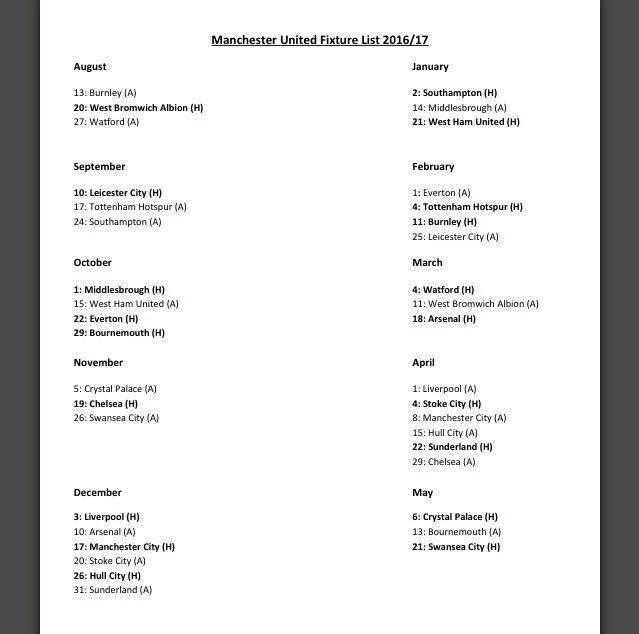 Manchester United Fixture List 2016/17
August
13: Burnley (A)
20: West Bromwich Albion (H)
27: Watford (A)
September
10: Leicester City (H)
17: Tottenham Hotspur (A)
24: Southampton (A)
October
1: Middlesbrough (H)
15: West Ham United (A)
22: Everton (H)
29: Bournemouth (H)
November
5: Crystal Palace (A)
19: Chelsea (H)
26: Swansea City (A)
December
3: Liverpool (H)
10: Arsenal (A)
17: Manchester City (H)
20: Stoke City (A)
26: Hull City (H)
31: Sunderland (A)
January
2: Southampton (H)
14: Middlesbrough (A)
21: West Ham United (H)
February
1: Everton (A)
4: Tottenham Hotspur (H)
11: Burnley (H)
25: Leicester City (A)
March
4: Watford (H)
11: West Bromwich Albion (A)
18: Arsenal (H)
April
1: Liverpool (A)
4: Stoke City (H)
8: Manchester City (A)
15: Hull City (A)
22: Sunderland (H)
29: Chelsea (A)
May
6: Crystal Palace (H)
13: Bournemouth (A)
21: Swansea City (H)